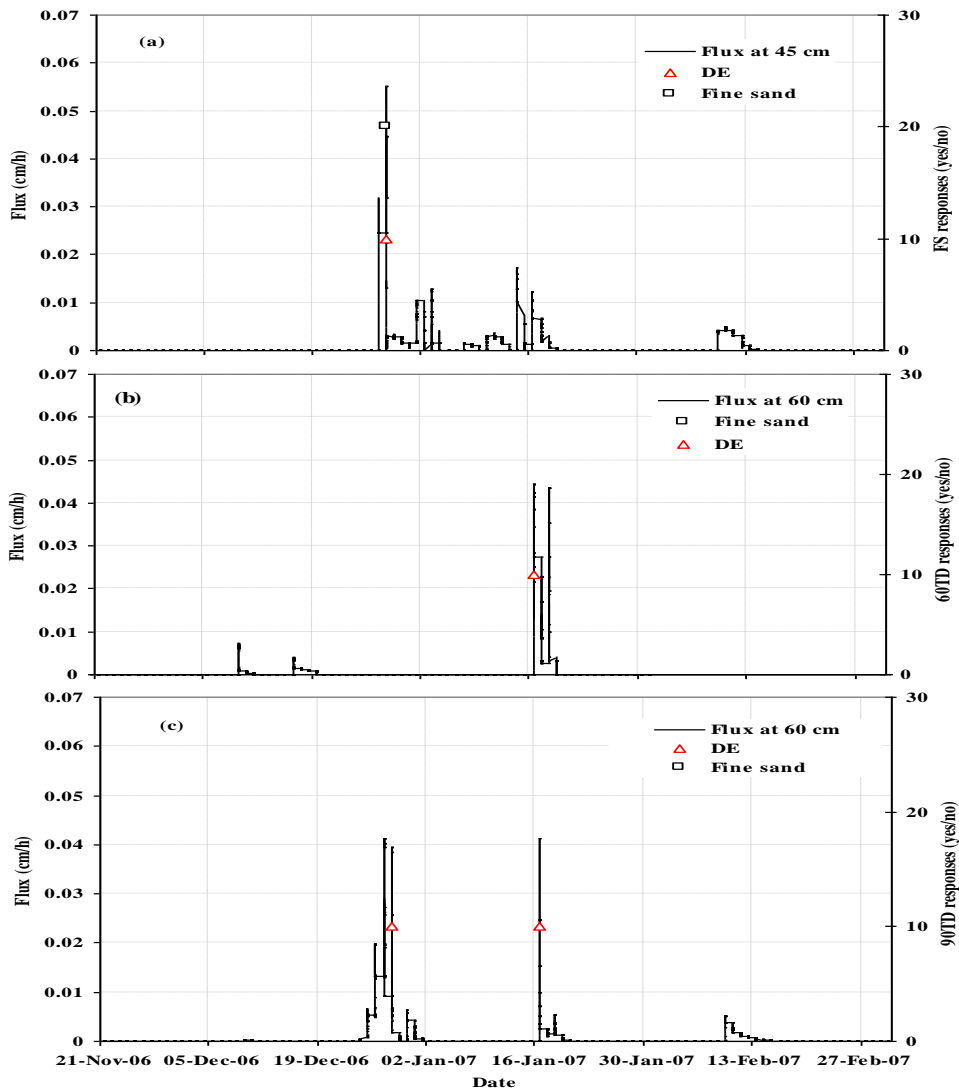 0.07
0.06
0.05
0.04
0.03
0.02
0.01
0
Flux (cm/h)
(a)
Flux at 45 cm
DE
Fine sand
30
20
10
0
FS responses (yes/no)
0.07
0.06
0.05
0.04
0.03
0.02
0.01
0
Flux (cm/h)
(b)
Flux at 60 cm
Fine sand
DE
30
20
10
0
60TD responses (yes/no)
0.07
0.06
0.05
0.04
0.03
0.02
0.01
0
Flux (cm/h)
(c)
Flux at 60 cm
DE
Fine sand
30
20
10
0
90TD responses (yes/no)
21-Nov-06 05-Dec-06 19-Dec-06 02-Jan-07 16-Jan-07 30-Jan-07 13-Feb-07 27-Feb-07
Date